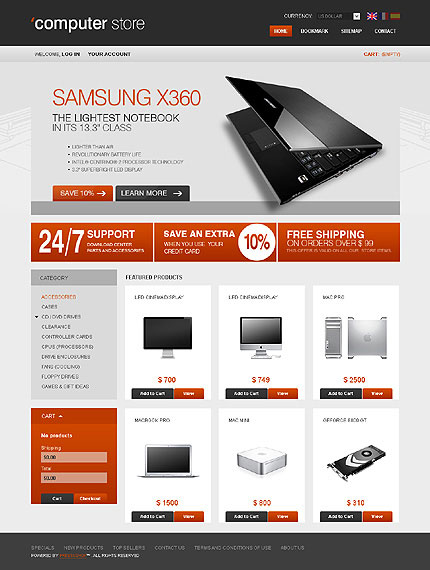 computer store
CURRENCY: US DOLLAR
HOME BOOKMARK SITEMAP CONTACT
WELCOME, LOG IN YOUR ACCOUNT
CART: (EMPTY)
SAMSUNG X360
THE LIGHTEST NOTEBOOK
IN ITS 13.3" CLASS
LIGHTER THAN AIR
REVOLUTIONARY BATTERY LIFE
INTEL® CENTRINO® 2 PROCESSOR TECHNOLOGY
13.3" SUPERBRIGHT LED DISPLAY
SAVE 10% → LEARN MORE →
24/7 SUPPORT
DOWNLOAD CENTER
PARTS AND ACCESSORIES
SAVE AN EXTRA
WHEN YOU USE YOUR
CREDIT CARD
10%
FREE SHIPPING
ON ORDERS OVER $ 99
THIS OFFER IS VALID ON ALL OUR STORE ITEMS
CATEGORY
ACCESSORIES
CASES
CD / DVD DRIVES
CLEARANCE
CONTROLLER CARDS
CPUS (PROCESSORS)
DRIVE ENCLOSURES
FANS (COOLING)
FLOPPY DRIVES
GAMES & GIFT IDEAS
CART
No products
Shipping
$0.00
Total
$0.00
Cart Checkout
FEATURED PRODUCTS
LED CINEMA DISPLAY
$ 700
Add to Cart View
LED CINEMA DISPLAY
$ 749
Add to Cart View
MAC PRO
$ 2500
Add to Cart View
MACBOOK PRO
$ 1500
Add to Cart View
MAC MINI
$ 800
Add to Cart View
GEFORCE 8800 GT
$ 310
Add to Cart View
SPECIALS NEW PRODUCTS TOP SELLERS CONTACT US TERMS AND CONDITIONS OF USE ABOUT US
POWERED BY PRESTASHOP™. ALL RIGHTS RESERVED